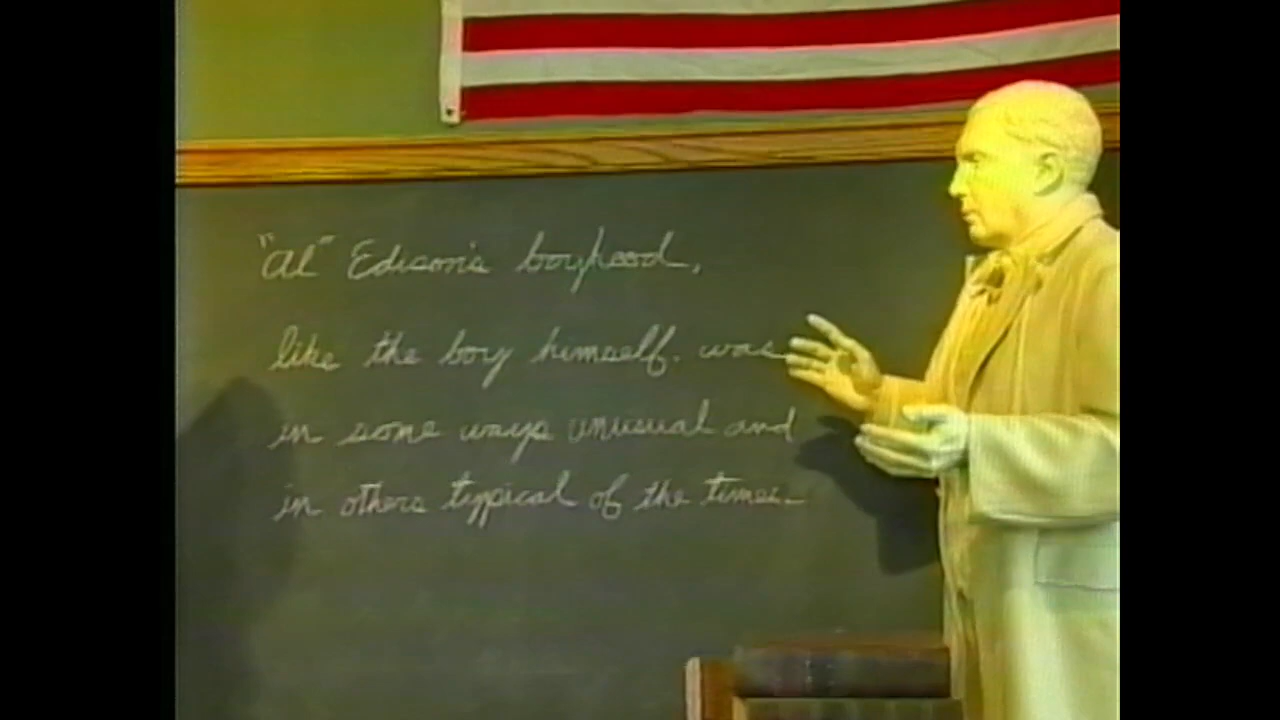 "Al" Edison's boyhood,
like the boy himself. was
in some ways unusual and
in others typical of the times.